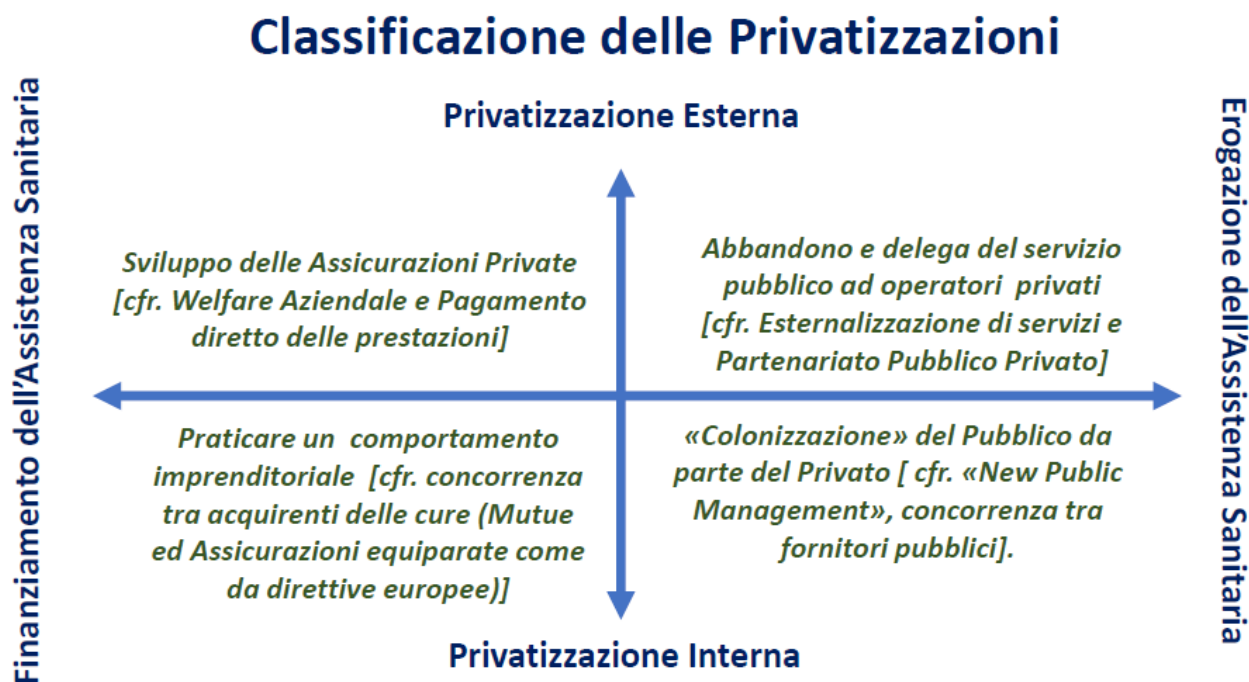 Classificazione delle Privatizzazioni
Finanziamento dell'Assistenza Sanitaria
Privatizzazione Esterna
Erogazione dell'Assistenza Sanitaria
Sviluppo delle Assicurazioni Private
[cfr. Welfare Aziendale e Pagamento
diretto delle prestazioni]
Abbandono e delega del servizio
pubblico ad operatori privati
[cfr. Esternalizzazione di servizi e
Partenariato Pubblico Privato]
Praticare un comportamento
imprenditoriale [cfr. concorrenza
tra acquirenti delle cure (Mutue
ed Assicurazioni equiparate come
da direttive europee)]
«Colonizzazione» del Pubblico da
parte del Privato [ cfr. «New Public
Management», concorrenza tra
fornitori pubblici].
Privatizzazione Interna